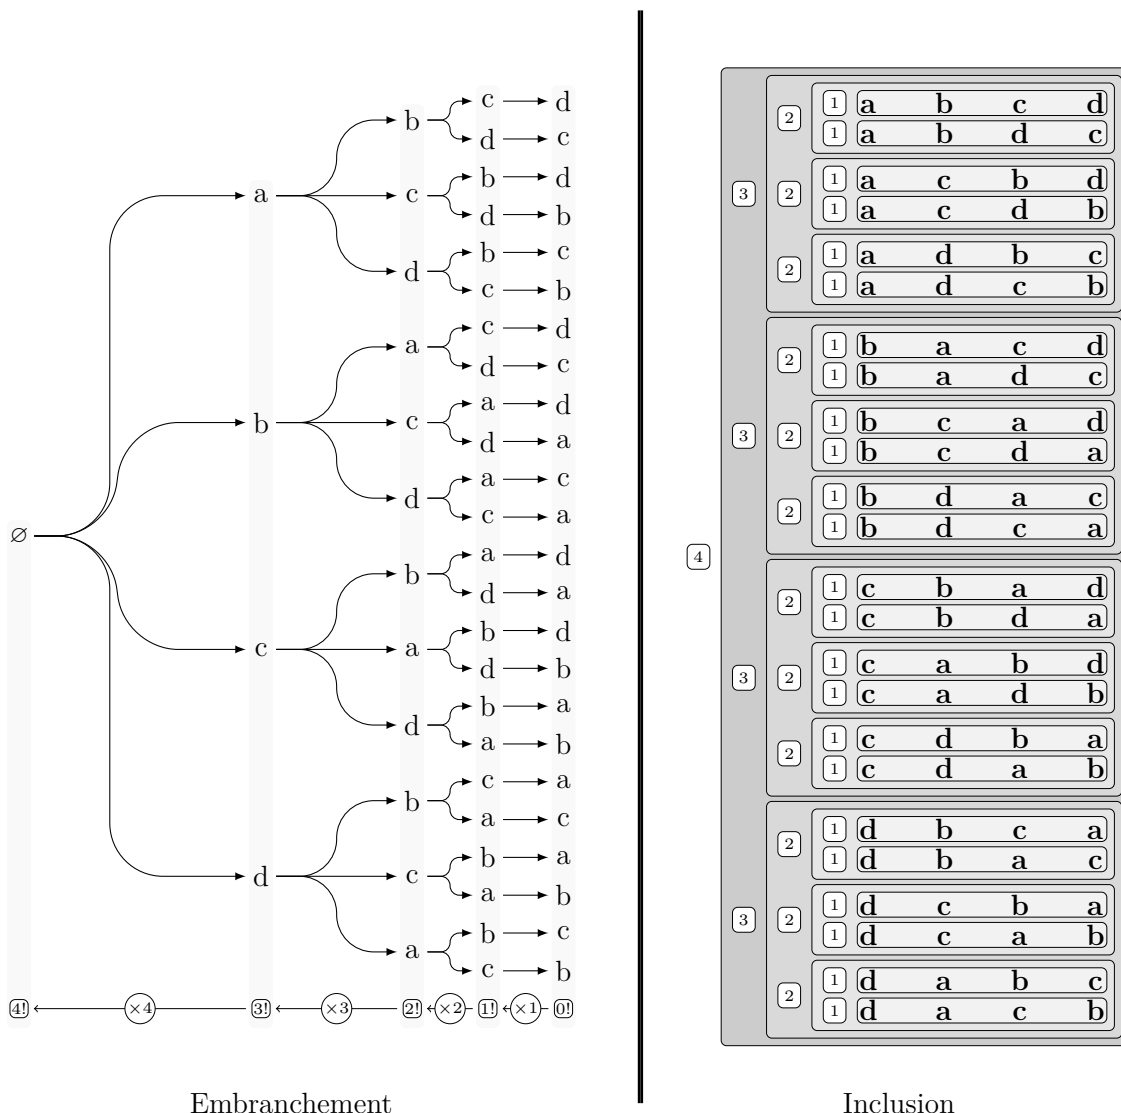 c d
b
d c
b d
a c
d b
b c
d
c b
c d
a
d c
a d
b c
d a
a c
d
c a
∅
a d
b
d a
b d
c a
d b
b a
d
a b
c a
b
a c
b a
d c
a b
b c
a
c b
4! ×4 3! ×3 2! ×2 1! ×1 0!
Embranchement
1 a b c d
2
1 a b d c
1 a c b d
3 2
1 a c d b
1 a d b c
2
1 a d c b
1 b a c d
2
1 b a d c
1 b c a d
3 2
1 b c d a
1 b d a c
2
1 b d c a
4
1 c b a d
2
1 c b d a
1 c a b d
3 2
1 c a d b
1 c d b a
2
1 c d a b
1 d b c a
2
1 d b a c
1 d c b a
3 2
1 d c a b
1 d a b c
2
1 d a c b
Inclusion